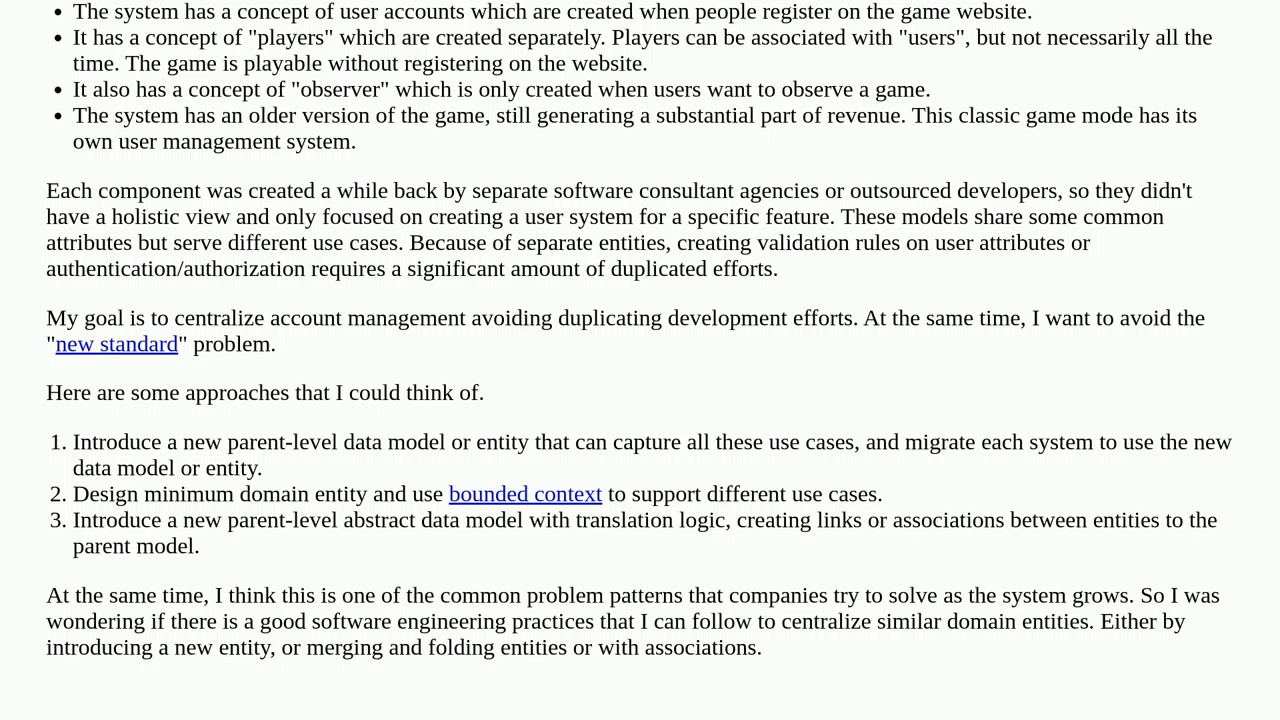 • The system has a concept of user accounts which are created when people register on the game website.
• It has a concept of "players" which are created separately. Players can be associated with "users", but not necessarily all the
time. The game is playable without registering on the website.
• It also has a concept of "observer" which is only created when users want to observe a game.
• The system has an older version of the game, still generating a substantial part of revenue. This classic game mode has its
own user management system.
Each component was created a while back by separate software consultant agencies or outsourced developers, so they didn't
have a holistic view and only focused on creating a user system for a specific feature. These models share some common
attributes but serve different use cases. Because of separate entities, creating validation rules on user attributes or
authentication/authorization requires a significant amount of duplicated efforts.
My goal is to centralize account management avoiding duplicating development efforts. At the same time, I want to avoid the
"new standard" problem.
Here are some approaches that I could think of.
1. Introduce a new parent-level data model or entity that can capture all these use cases, and migrate each system to use the new
data model or entity.
2. Design minimum domain entity and use bounded context to support different use cases.
3. Introduce a new parent-level abstract data model with translation logic, creating links or associations between entities to the
parent model.
At the same time, I think this is one of the common problem patterns that companies try to solve as the system grows. So I was
wondering if there is a good software engineering practices that I can follow to centralize similar domain entities. Either by
introducing a new entity, or merging and folding entities or with associations.